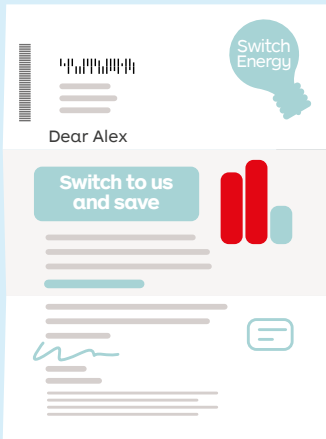 Switch
Energy
Dear Alex
Switch to us
and save